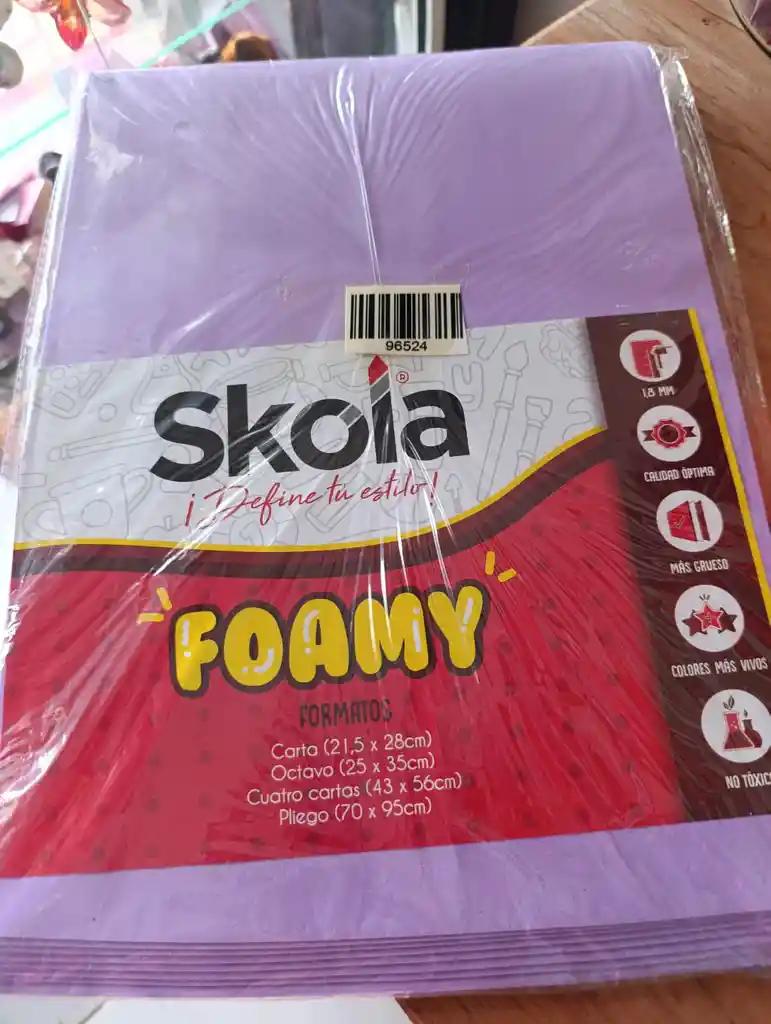 96524
Skola®
¡Define tu estilo!
FOAMY
FORMATOS
Carta (21,5 x 28cm)
Octavo (25 x 35cm)
Cuatro cartas (43 x 56cm)
Pliego (70 x 95cm)
1,8 MM
CALIDAD ÓPTIMA
MÁS GRUESO
COLORES MÁS VIVOS
NO TÓXIC